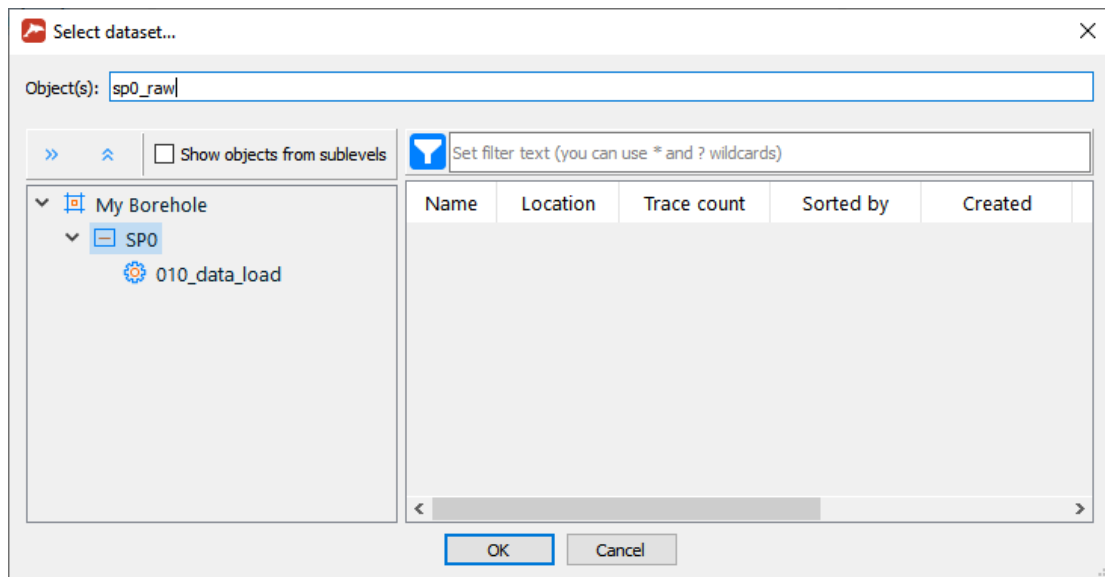 Select dataset...
Object(s): sp0_raw
Show objects from sublevels
Set filter text (you can use * and ? wildcards)
My Borehole
SP0
010_data_load
Name Location Trace count Sorted by Created
OK Cancel